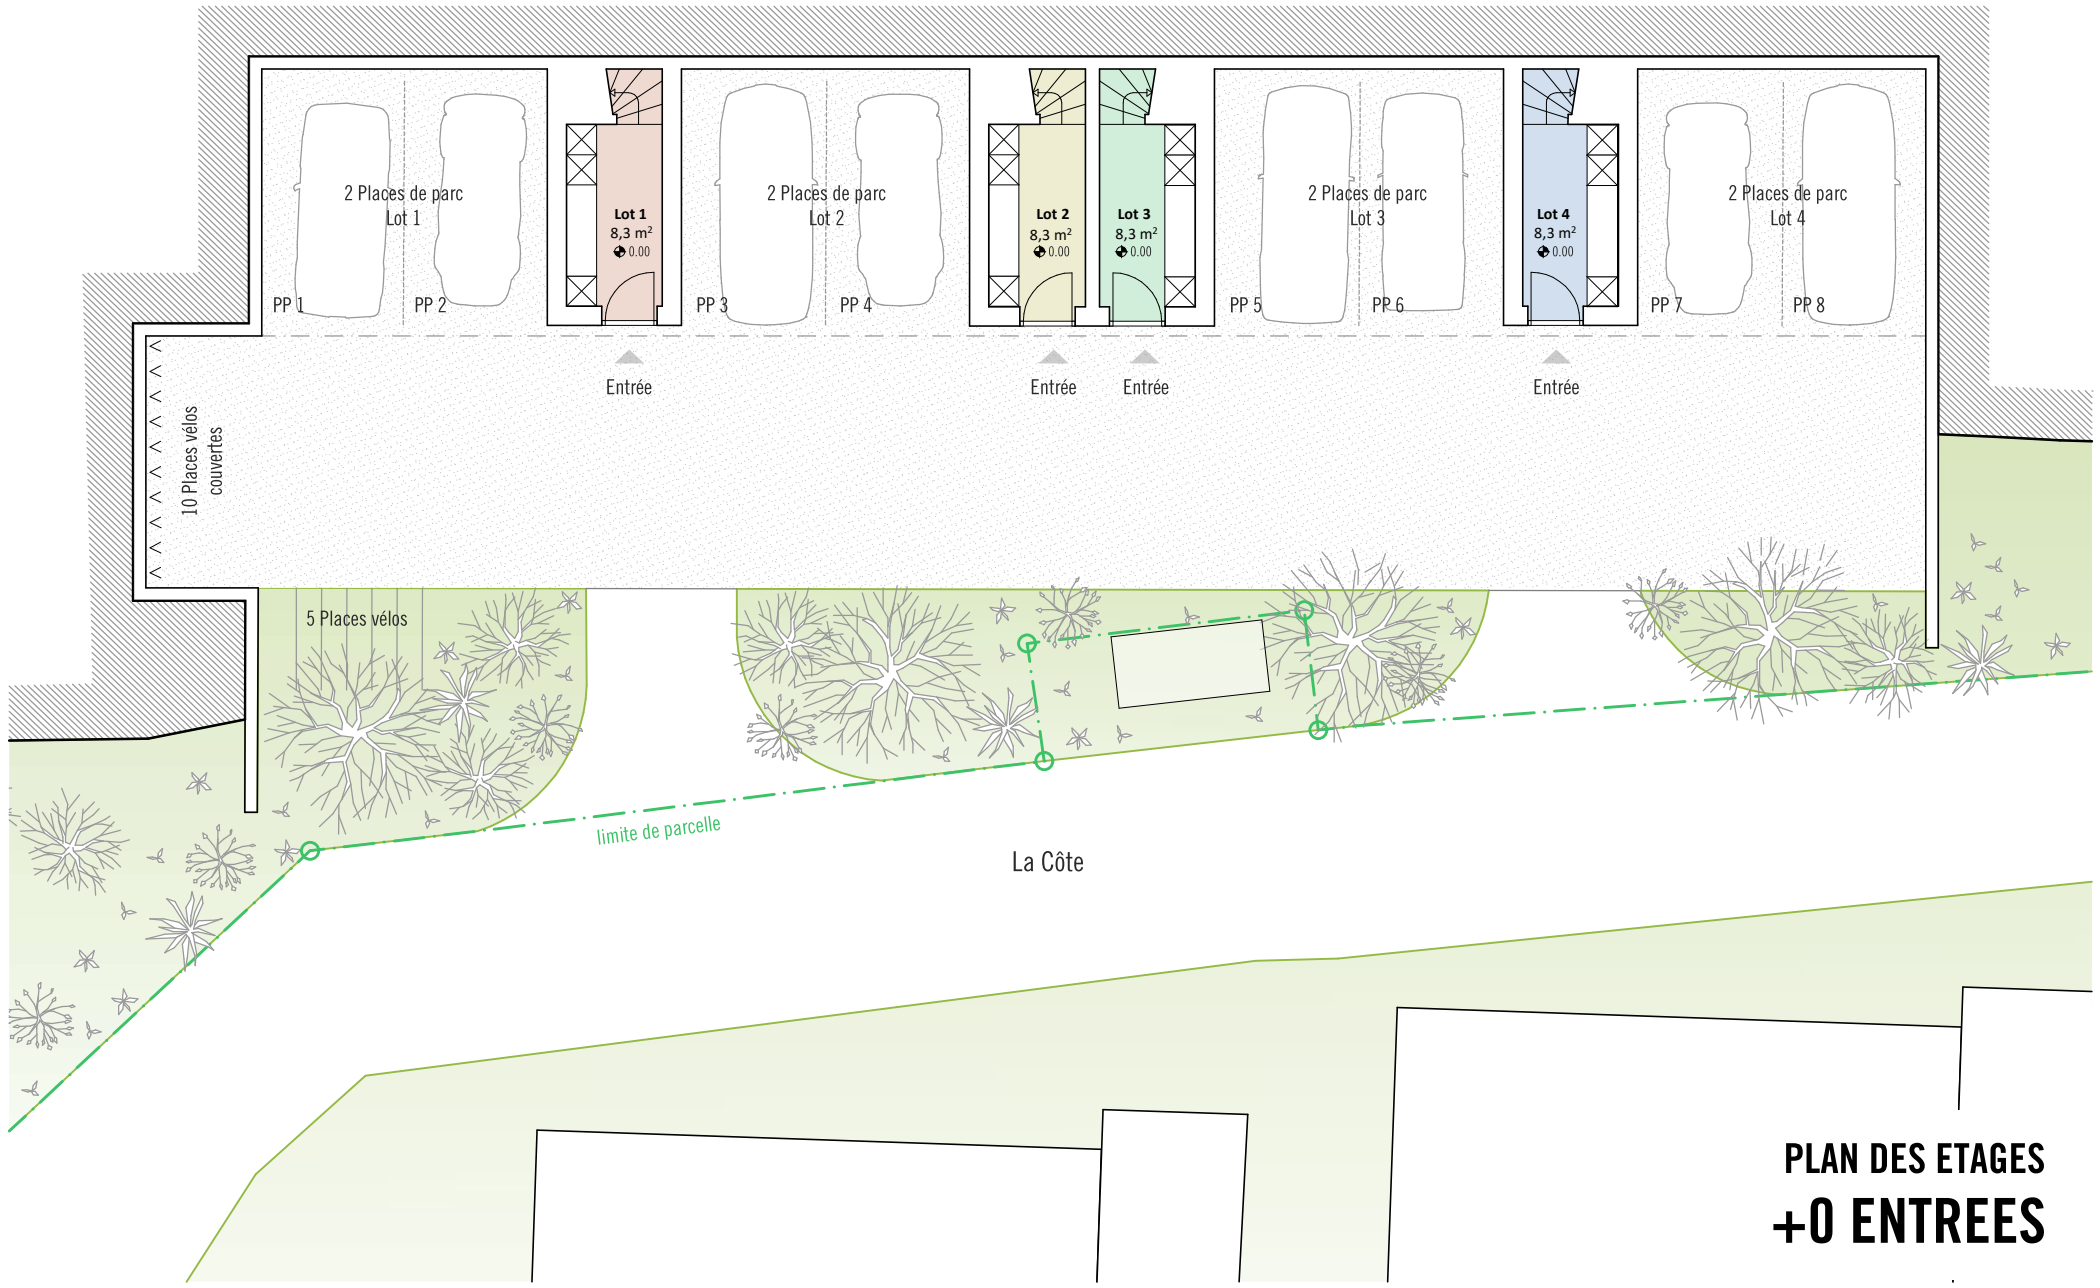 2 Places de parc
Lot 1
PP 1
PP 2
Lot 1
8,3 m²
0.00
2 Places de parc
Lot 2
PP 3
PP 4
Lot 2
8,3 m²
0.00
Lot 3
8,3 m²
0.00
2 Places de parc
Lot 3
PP 5
PP 6
Lot 4
8,3 m²
0.00
2 Places de parc
Lot 4
PP 7
PP 8
Entrée
Entrée
Entrée
Entrée
10 Places vélos
couvertes
5 Places vélos
limite de parcelle
La Côte
PLAN DES ETAGES
+0 ENTREES